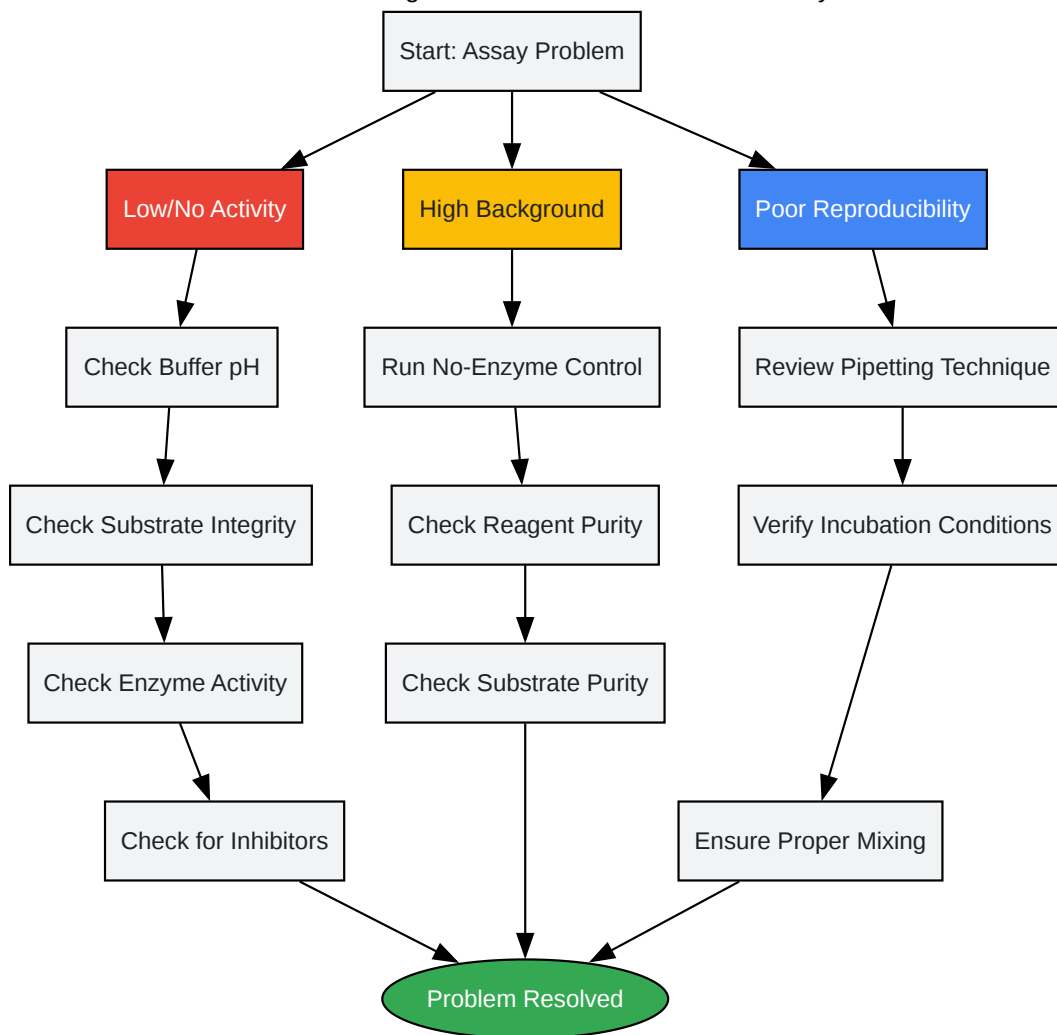 Start: Assay Problem
Low/No Activity
High Background
Poor Reproducibility
Check Buffer pH
Run No-Enzyme Control
Review Pipetting Technique
Check Substrate Integrity
Check Reagent Purity
Verify Incubation Conditions
Check Enzyme Activity
Check Substrate Purity
Check for Inhibitors
Ensure Proper Mixing
Problem Resolved